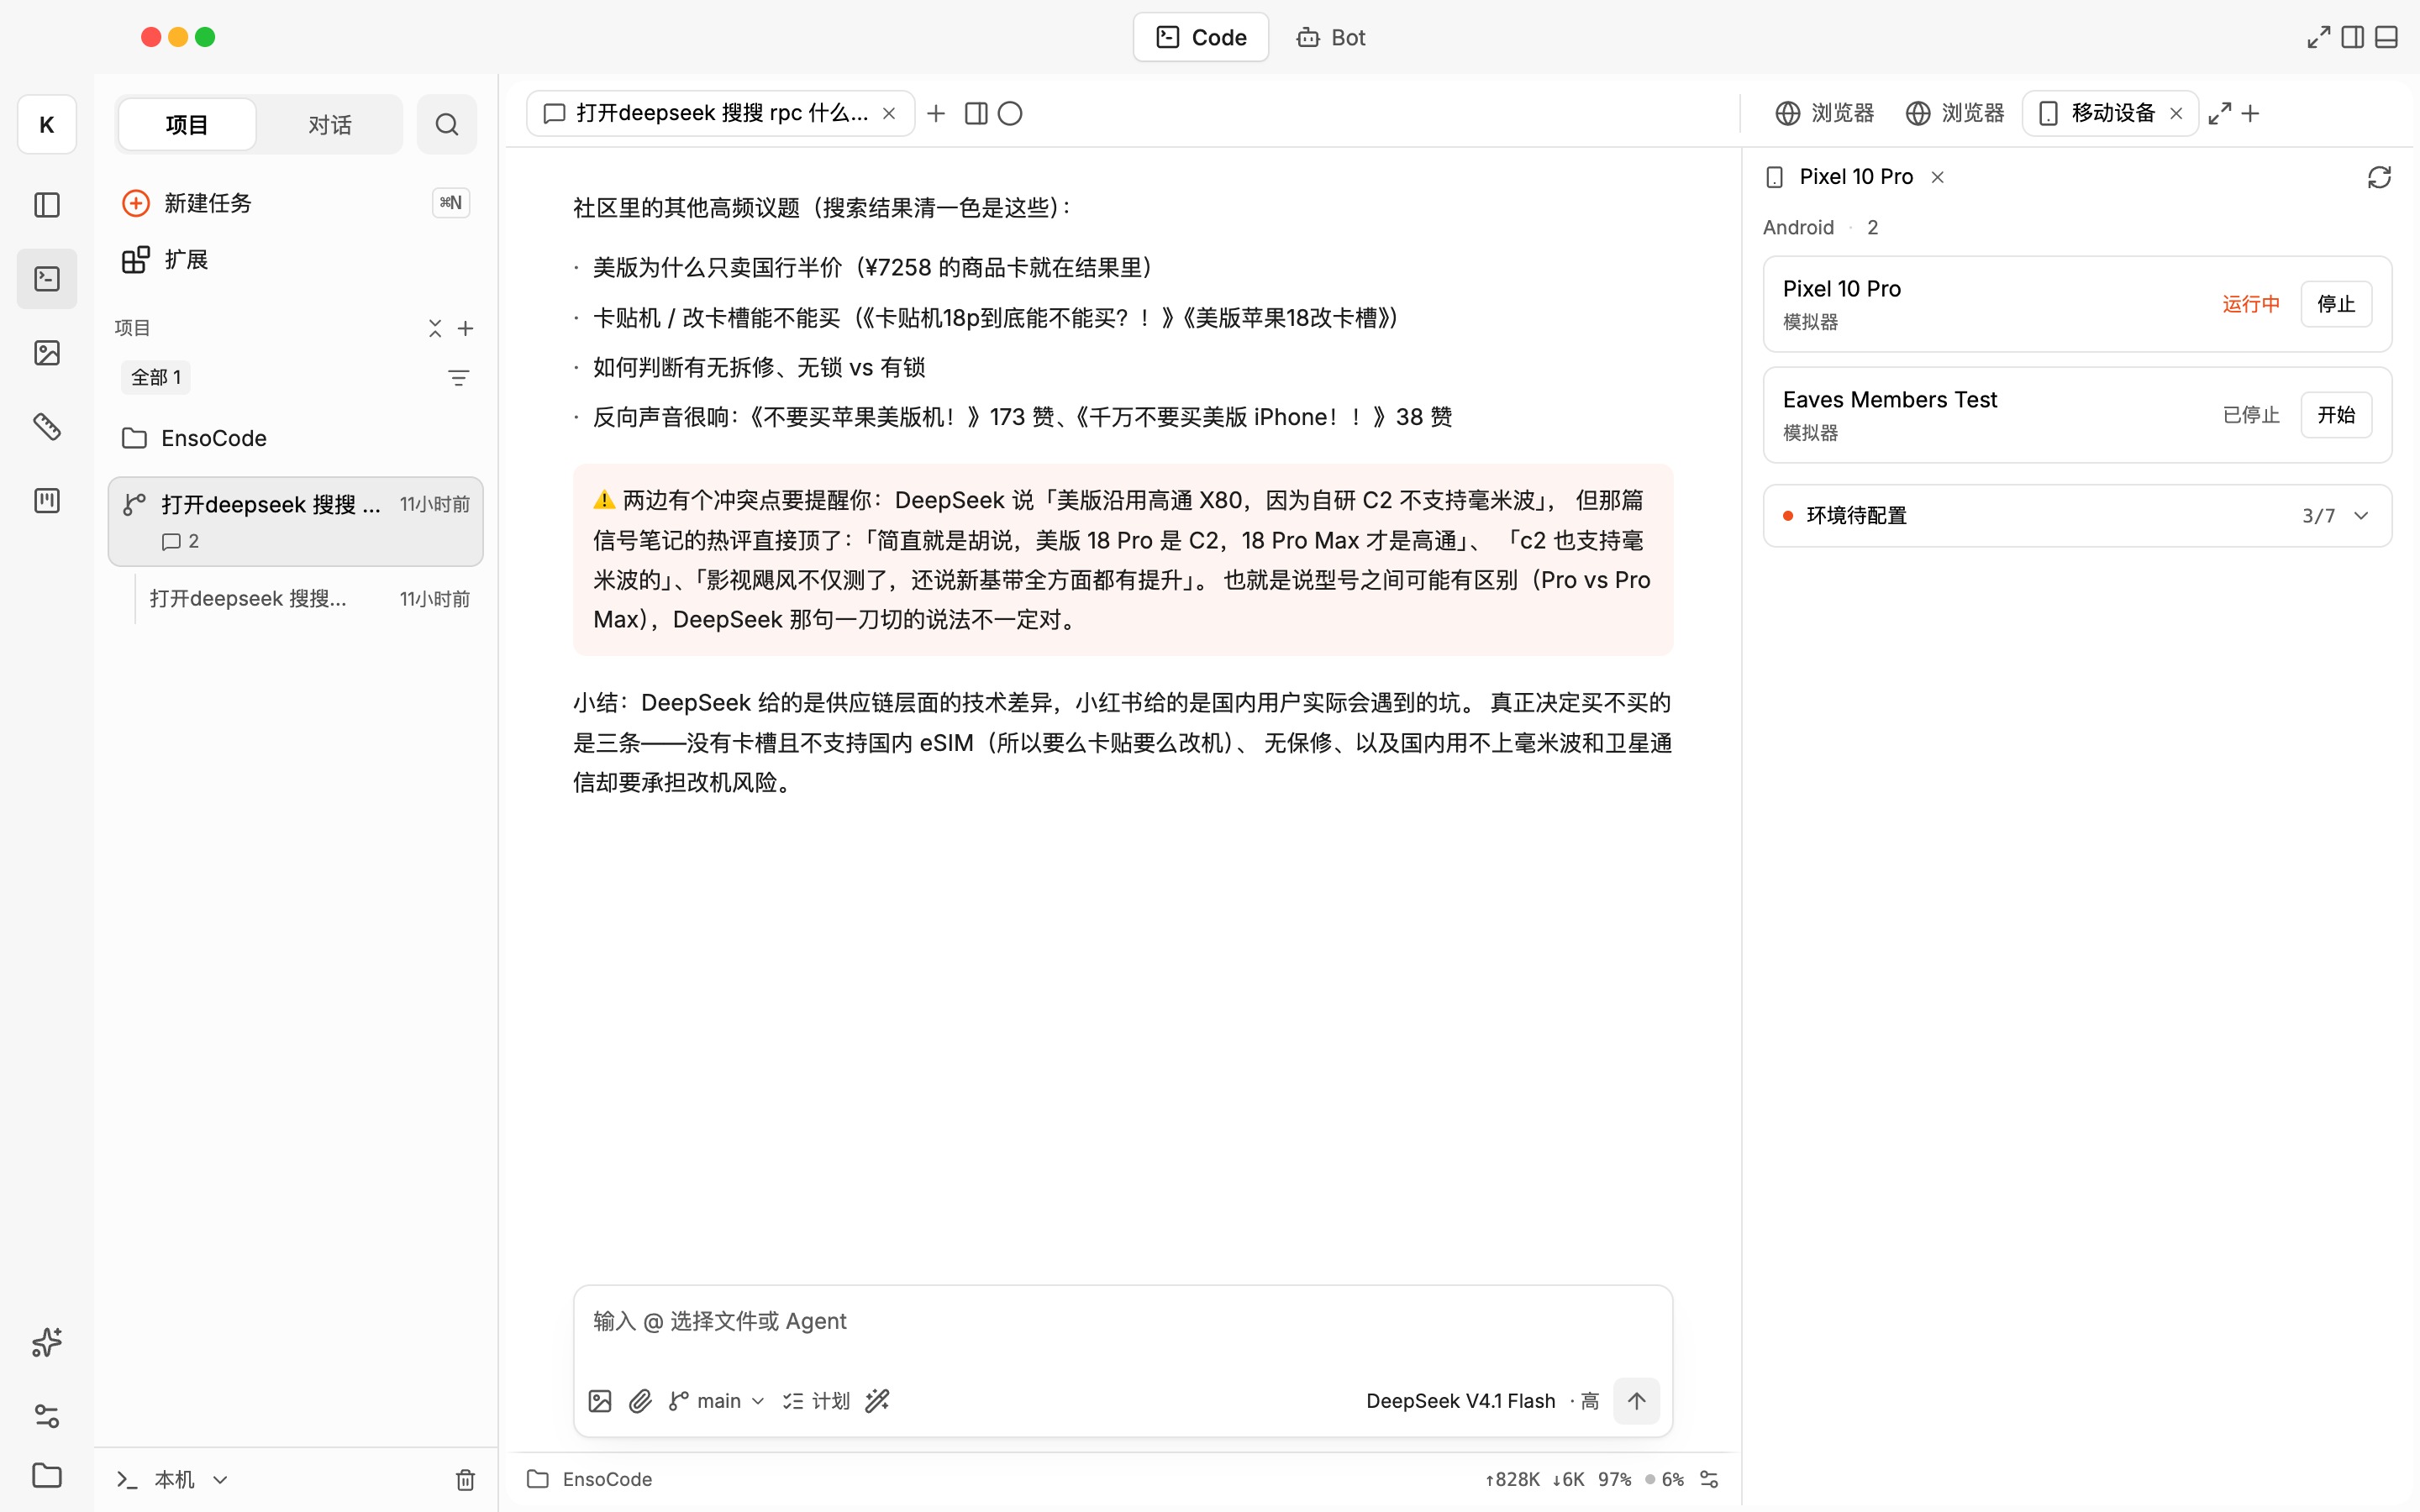 Code
Bot
K
项目
对话
新建任务
⌘N
扩展
项目
全部 1
EnsoCode
打开deepseek 搜搜 ...
11小时前
2
打开deepseek 搜搜...
11小时前
本机
打开deepseek 搜搜 rpc 什么...
社区里的其他高频议题（搜索结果清一色是这些）：
· 美版为什么只卖国行半价（¥7258 的商品卡就在结果里）
· 卡贴机 / 改卡槽能不能买（《卡贴机18p到底能不能买？！》《美版苹果18改卡槽》）
· 如何判断有无拆修、无锁 vs 有锁
· 反向声音很响：《不要买苹果美版机！》173 赞、《千万不要买美版 iPhone！！》38 赞
⚠️ 两边有个冲突点要提醒你：DeepSeek 说「美版沿用高通 X80，因为自研 C2 不支持毫米波」， 但那篇
信号笔记的热评直接顶了：「简直就是胡说，美版 18 Pro 是 C2，18 Pro Max 才是高通」、 「c2 也支持毫
米波的」、「影视飓风不仅测了，还说新基带全方面都有提升」。 也就是说型号之间可能有区别（Pro vs Pro
Max），DeepSeek 那句一刀切的说法不一定对。
小结：DeepSeek 给的是供应链层面的技术差异，小红书给的是国内用户实际会遇到的坑。 真正决定买不买的
是三条——没有卡槽且不支持国内 eSIM（所以要么卡贴要么改机）、 无保修、以及国内用不上毫米波和卫星通
信却要承担改机风险。
输入 @ 选择文件或 Agent
main
计划
DeepSeek V4.1 Flash · 高
EnsoCode
↑828K ↓6K 97% 6%
浏览器
浏览器
移动设备
Pixel 10 Pro
Android · 2
Pixel 10 Pro
模拟器
运行中
停止
Eaves Members Test
模拟器
已停止
开始
环境待配置
3/7